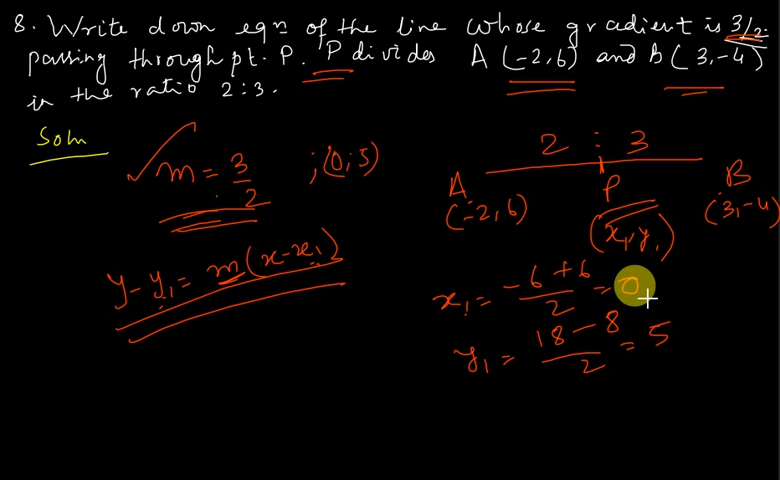 8. Write down eqn of the line whose gradient is 3/2.
passing through pt. P. P divides A (-2,6) and B (3,-4)
in the ratio 2:3.
Soln
m = 3/2 ; (0,5)
y - y₁ = m(x - x₁)
2 : 3
A P B
(-2,6) (x₁,y₁) (3,-4)
x₁ = (-6+6)/2 = 0
y₁ = (18-8)/2 = 5